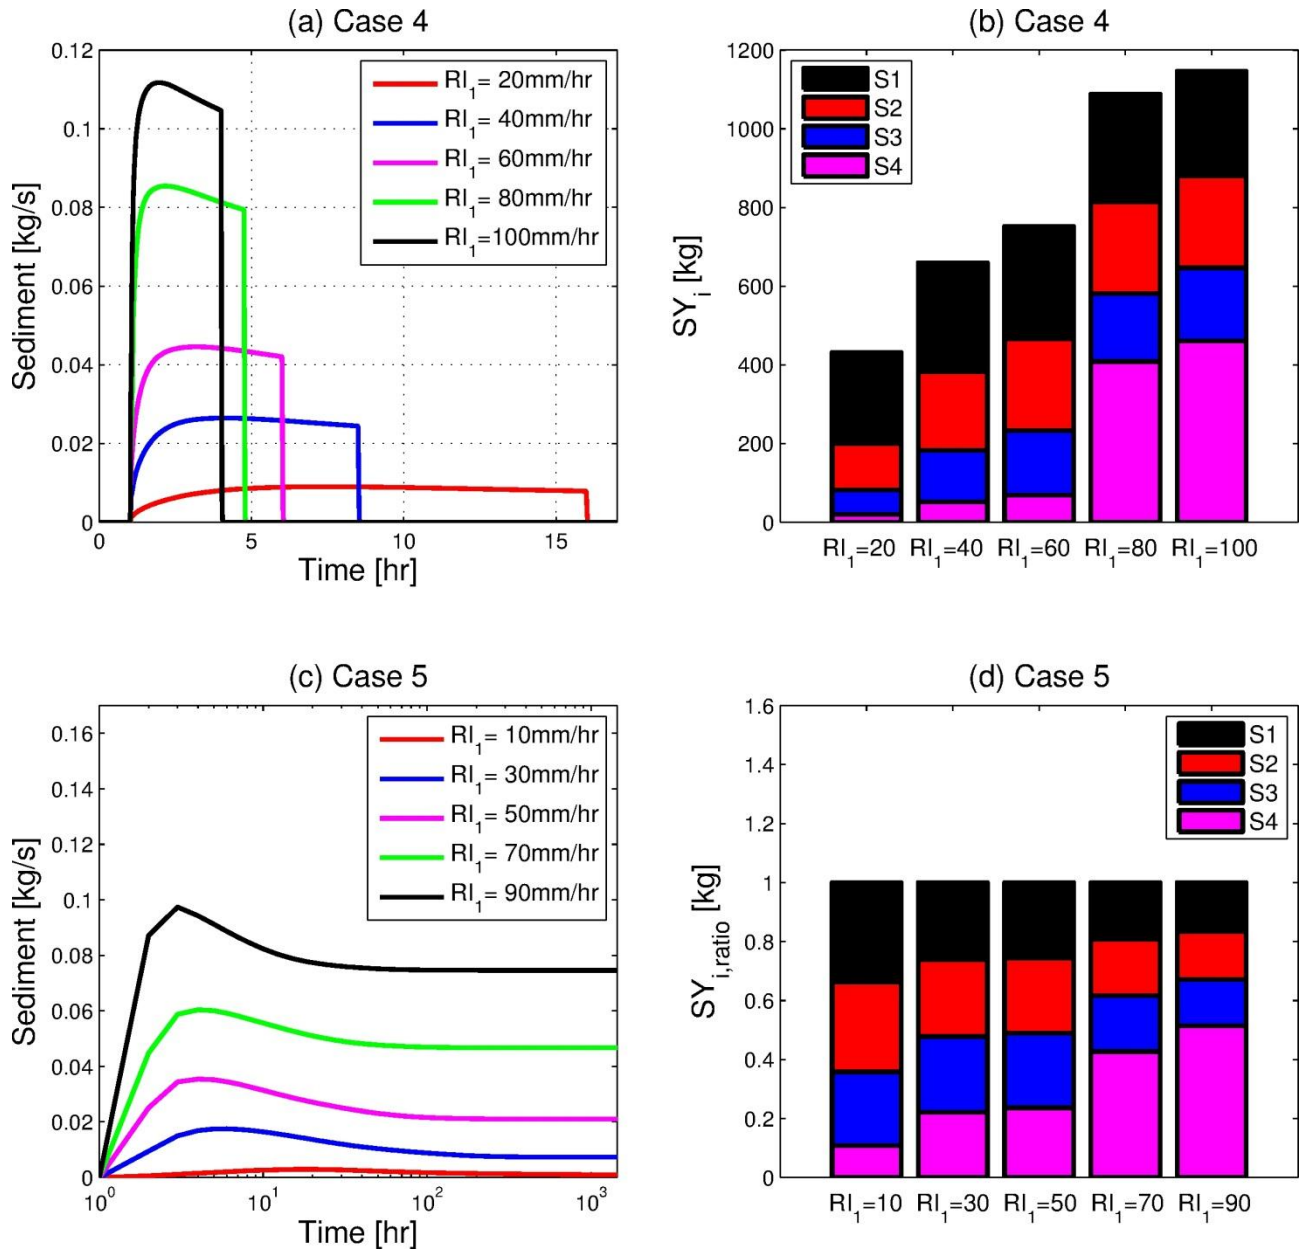 (a) Case 4
Sediment [kg/s]
0.12
0.1
0.08
0.06
0.04
0.02
0
RI1= 20mm/hr
RI1= 40mm/hr
RI1= 60mm/hr
RI1= 80mm/hr
RI1=100mm/hr
0 5 10 15
Time [hr]
(b) Case 4
SYi [kg]
1200
1000
800
600
400
200
0
S1
S2
S3
S4
RI1=20 RI1=40 RI1=60 RI1=80 RI1=100
(c) Case 5
Sediment [kg/s]
0.16
0.14
0.12
0.1
0.08
0.06
0.04
0.02
0
RI1= 10mm/hr
RI1= 30mm/hr
RI1= 50mm/hr
RI1= 70mm/hr
RI1= 90mm/hr
10^0 10^1 10^2 10^3
Time [hr]
(d) Case 5
SYi,ratio [kg]
1.6
1.4
1.2
1
0.8
0.6
0.4
0.2
0
S1
S2
S3
S4
RI1=10 RI1=30 RI1=50 RI1=70 RI1=90